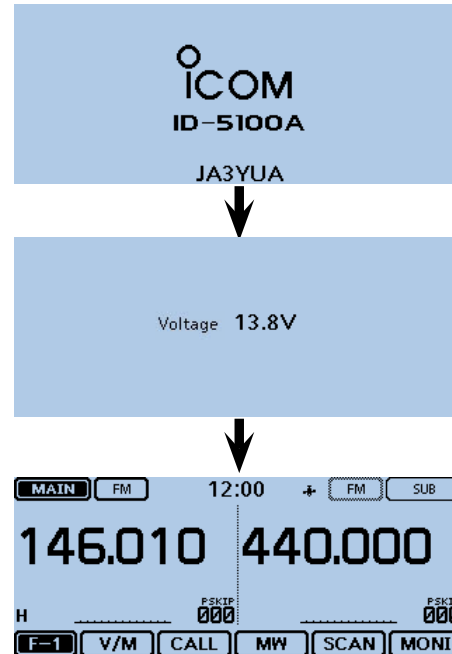 ICOM
ID-5100A
JA3YUA
Voltage 13.8V
MAIN FM 12:00 FM SUB
146.010 440.000
PSKIP PSKIP
H 000 000
F-1 V/M CALL MW SCAN MONI